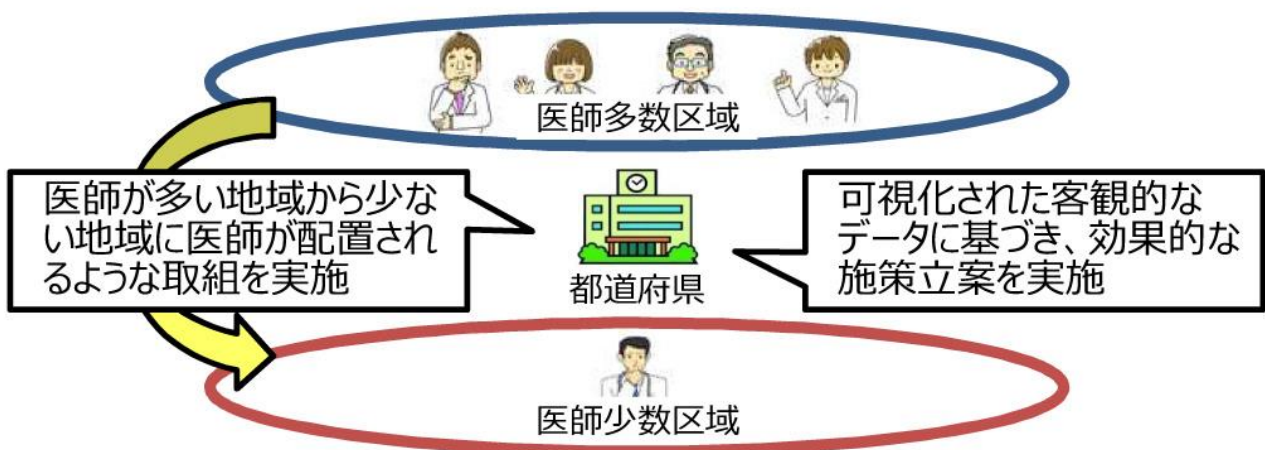 医師多数区域
医師が多い地域から少な
い地域に医師が配置され
るような取組を実施
都道府県
可視化された客観的な
データに基づき、効果的な
施策立案を実施
医師少数区域